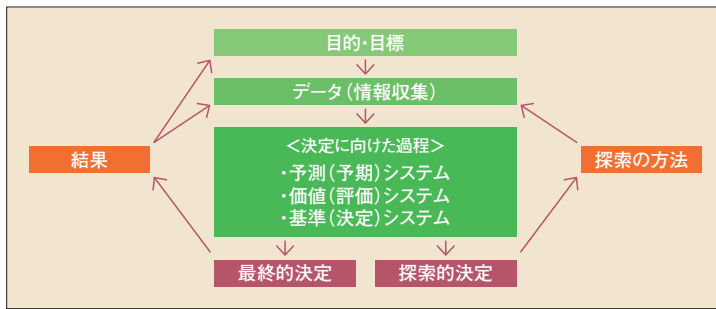 目的・目標
データ（情報収集）
＜決定に向けた過程＞
・予測（予期）システム
・価値（評価）システム
・基準（決定）システム
結果
探索の方法
最終的決定
探索的決定